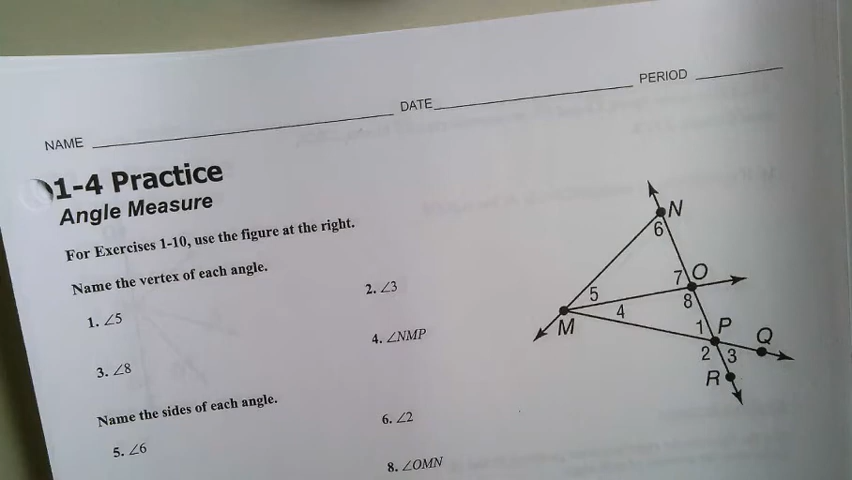 NAME DATE PERIOD
1-4 Practice
Angle Measure
For Exercises 1-10, use the figure at the right.
Name the vertex of each angle.
1. ∠5
2. ∠3
3. ∠8
4. ∠NMP
Name the sides of each angle.
5. ∠6
6. ∠2
8. ∠OMN
N
6
7 O
5
8
M
4
1 P
Q
2 3
R